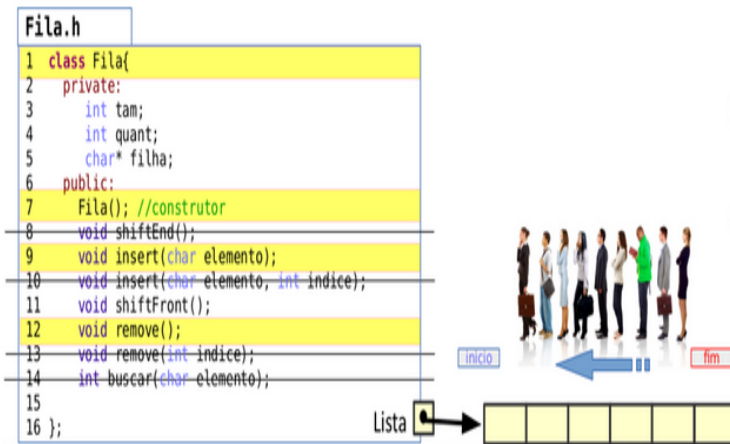 Fila.h
1 class Fila{
2 private:
3 int tam;
4 int quant;
5 char* filha;
6 public:
7 Fila(); //construtor
8 void shiftEnd();
9 void insert(char elemento);
10 void insert(char elemento, int indice);
11 void shiftFront();
12 void remove();
13 void remove(int indice);
14 int buscar(char elemento);
15
16 };
início
fim
Lista